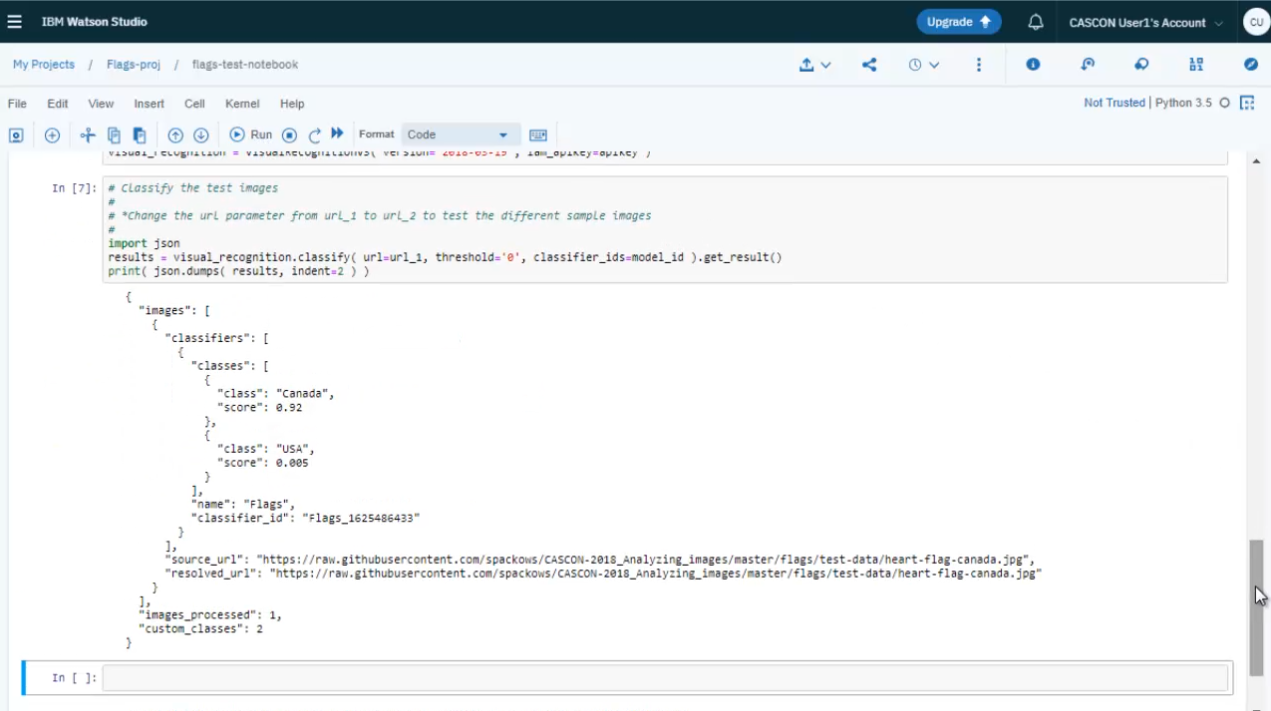 IBM Watson Studio
Upgrade
CASCON User1's Account
CU
My Projects / Flags-proj / flags-test-notebook
File Edit View Insert Cell Kernel Help
Not Trusted | Python 3.5
Run
Format
Code
visual_recognition = VisualRecognitionV3( version='2018-03-19', iam_apikey=apikey )
In [7]:
# Classify the test images
#
# *Change the url parameter from url_1 to url_2 to test the different sample images
#
import json
results = visual_recognition.classify( url=url_1, threshold='0', classifier_ids=model_id ).get_result()
print( json.dumps( results, indent=2 ) )
{
"images": [
{
"classifiers": [
{
"classes": [
{
"class": "Canada",
"score": 0.92
},
{
"class": "USA",
"score": 0.005
}
],
"name": "Flags",
"classifier_id": "Flags_1625486433"
}
],
"source_url": "https://raw.githubusercontent.com/spackows/CASCON-2018_Analyzing_images/master/flags/test-data/heart-flag-canada.jpg",
"resolved_url": "https://raw.githubusercontent.com/spackows/CASCON-2018_Analyzing_images/master/flags/test-data/heart-flag-canada.jpg"
}
],
"images_processed": 1,
"custom_classes": 2
}
In [ ]: